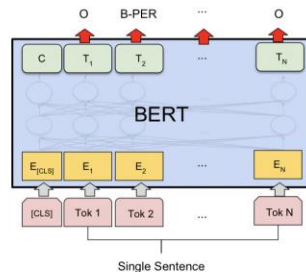 O B-PER ... O
C T1 T2 ... TN
BERT
E[CLS] E1 E2 ... EN
[CLS] Tok 1 Tok 2 ... Tok N
Single Sentence